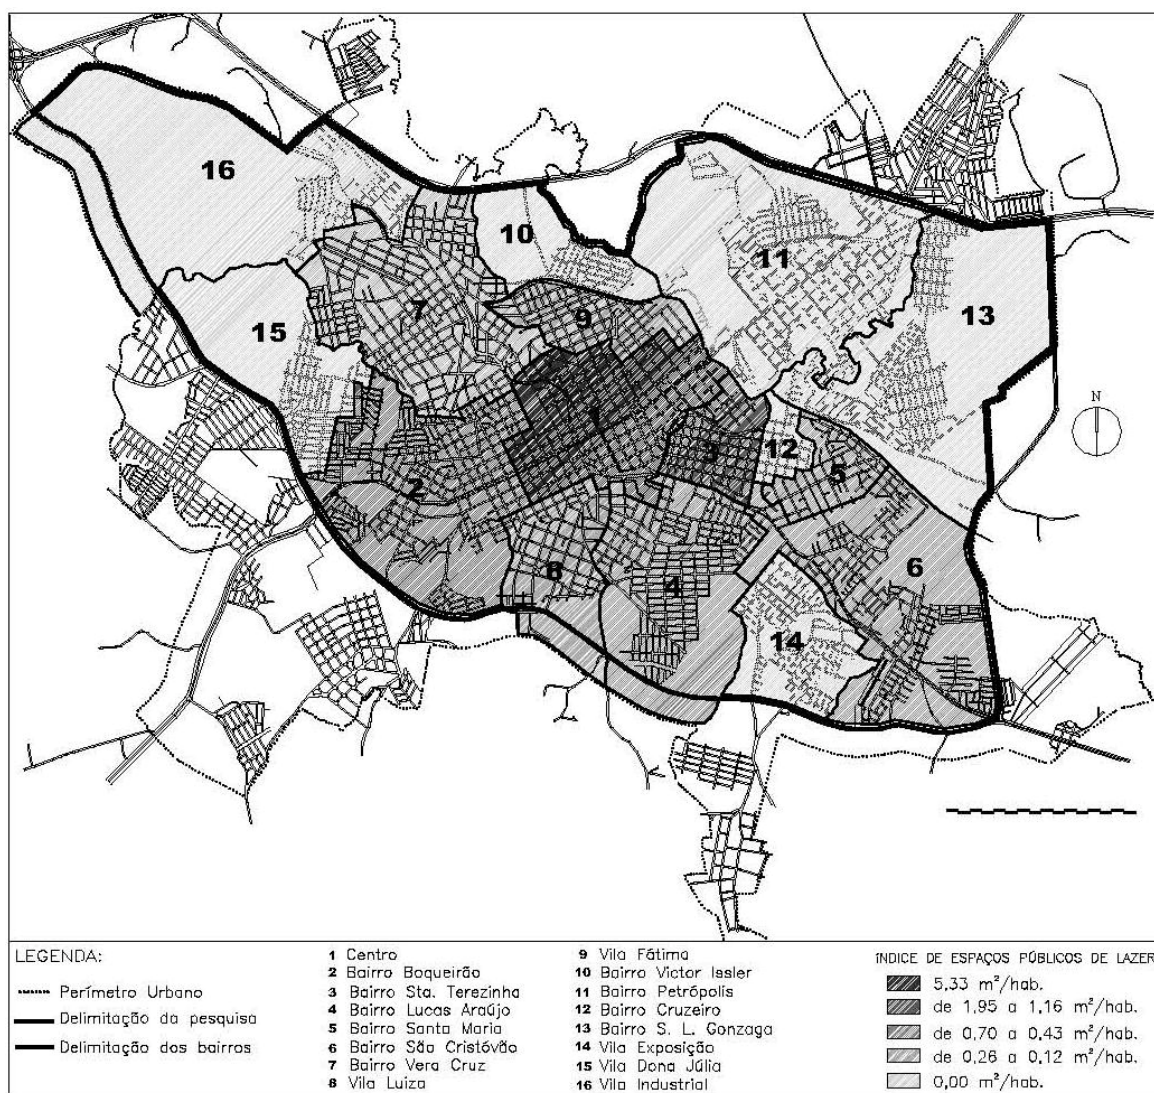 16
10
11
7
9
13
15
1
3
12
5
2
8
6
4
14
N
LEGENDA:
Perímetro Urbano
Delimitação da pesquisa
Delimitação dos bairros
1 Centro
2 Bairro Boqueirão
3 Bairro Sta. Terezinha
4 Bairro Lucas Araújo
5 Bairro Santa Maria
6 Bairro São Cristóvão
7 Bairro Vera Cruz
8 Vila Luiza
9 Vila Fátima
10 Bairro Victor Issler
11 Bairro Petrópolis
12 Bairro Cruzeiro
13 Bairro S. L. Gonzaga
14 Vila Exposição
15 Vila Dona Júlia
16 Vila Industrial
ÍNDICE DE ESPAÇOS PÚBLICOS DE LAZER
5,33 m²/hab.
de 1,95 a 1,16 m²/hab.
de 0,70 a 0,43 m²/hab.
de 0,26 a 0,12 m²/hab.
0,00 m²/hab.